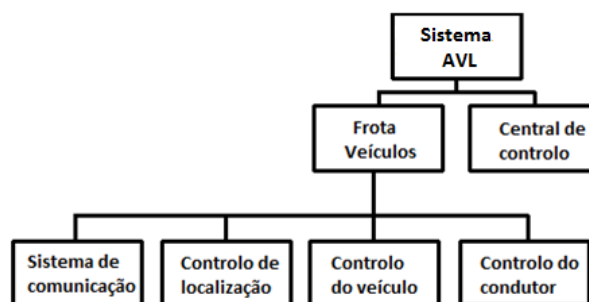 Sistema
AVL
Frota
Veículos
Central de
controlo
Sistema de
comunicação
Controlo de
localização
Controlo
do veículo
Controlo do
condutor